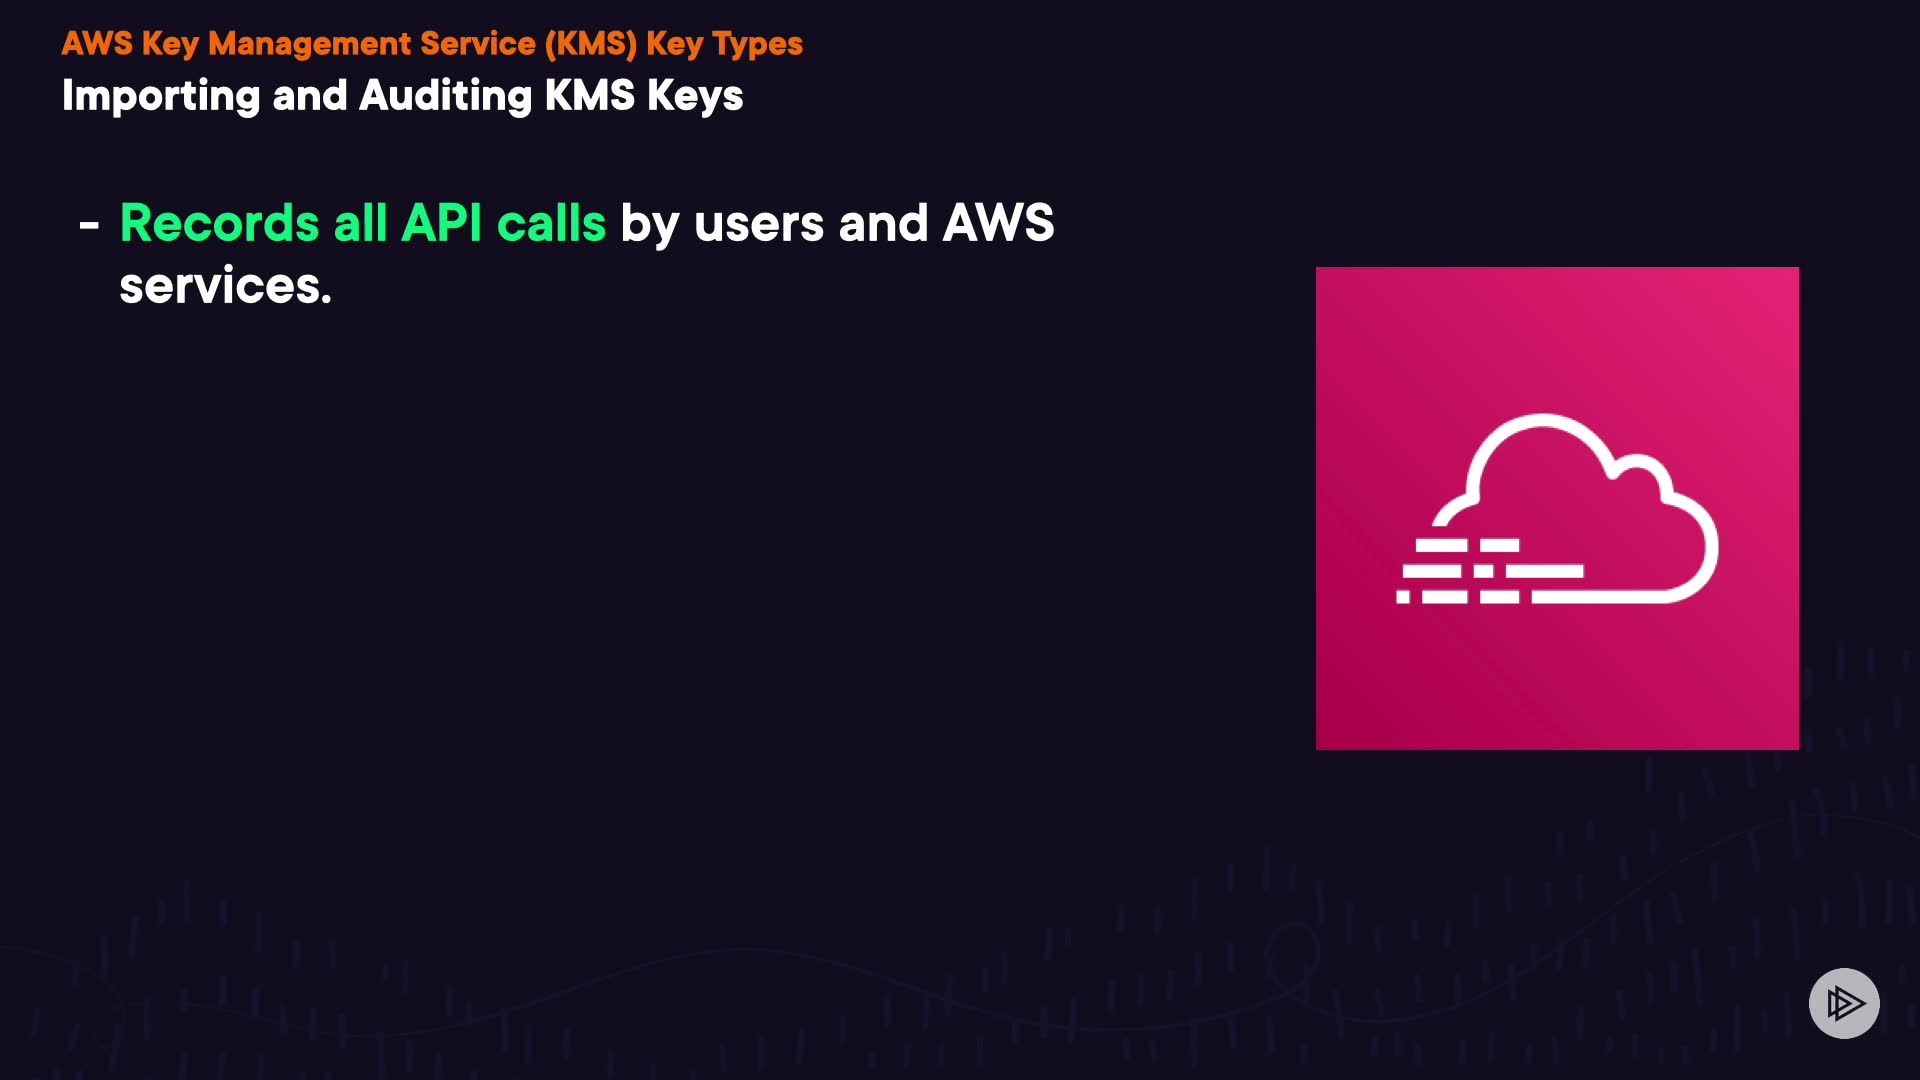 AWS Key Management Service (KMS) Key Types
Importing and Auditing KMS Keys
- Records all API calls by users and AWS
services.